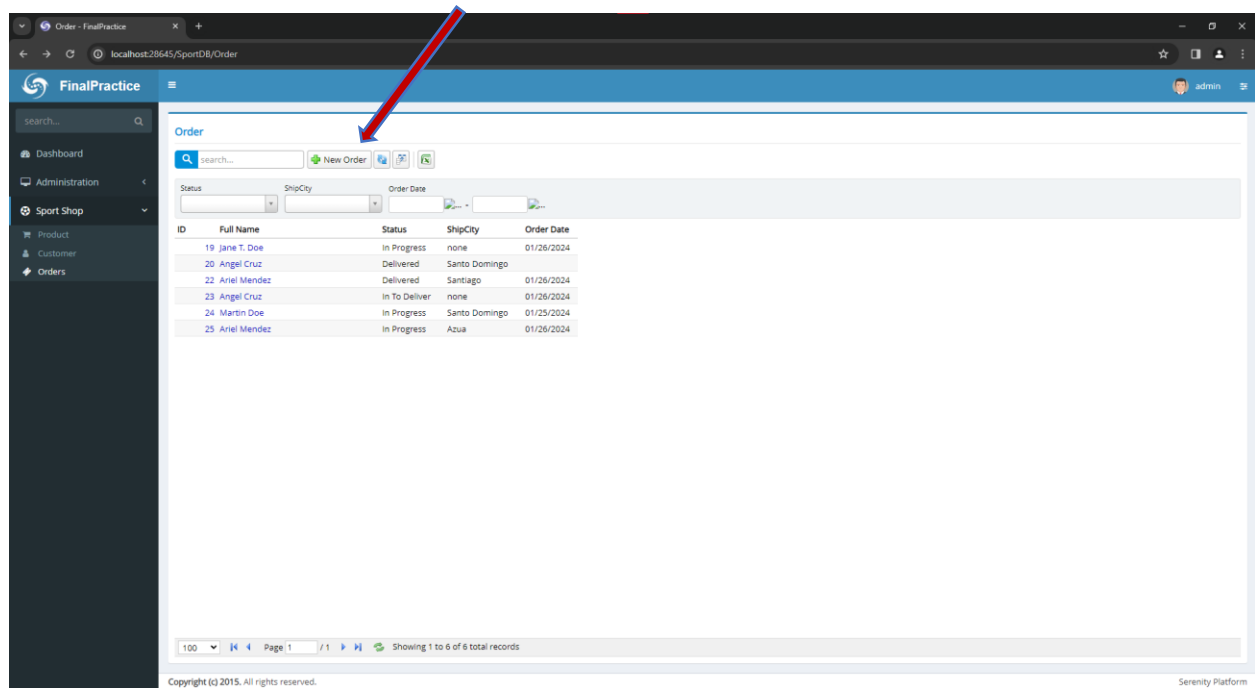 Order - FinalPractice
localhost:28645/SportDB/Order
FinalPractice
admin
search...
Dashboard
Administration
Sport Shop
Product
Customer
Orders
Order
search...
New Order
Status ShipCity Order Date
... - ...
ID Full Name Status ShipCity Order Date
19 Jane T. Doe In Progress none 01/26/2024
20 Angel Cruz Delivered Santo Domingo
22 Ariel Mendez Delivered Santiago 01/26/2024
23 Angel Cruz In To Deliver none 01/26/2024
24 Martin Doe In Progress Santo Domingo 01/25/2024
25 Ariel Mendez In Progress Azua 01/26/2024
100 Page 1 / 1 Showing 1 to 6 of 6 total records
Copyright (c) 2015. All rights reserved. Serenity Platform